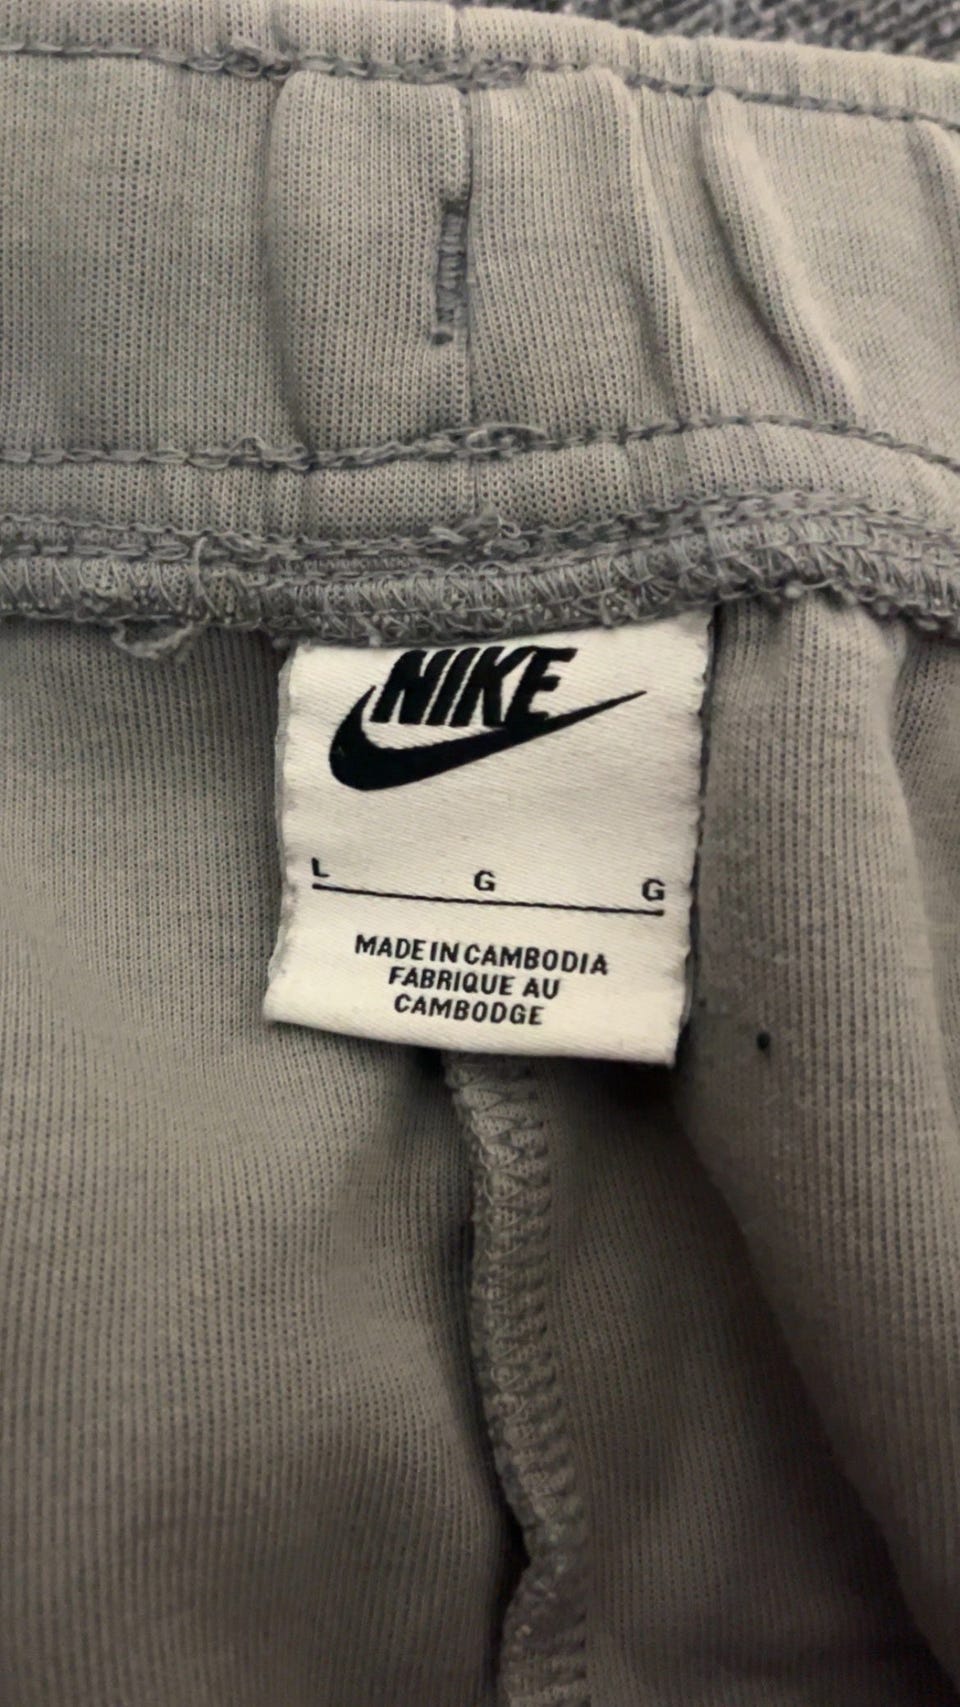 NIKE
L G G
MADE IN CAMBODIA
FABRIQUE AU
CAMBODGE